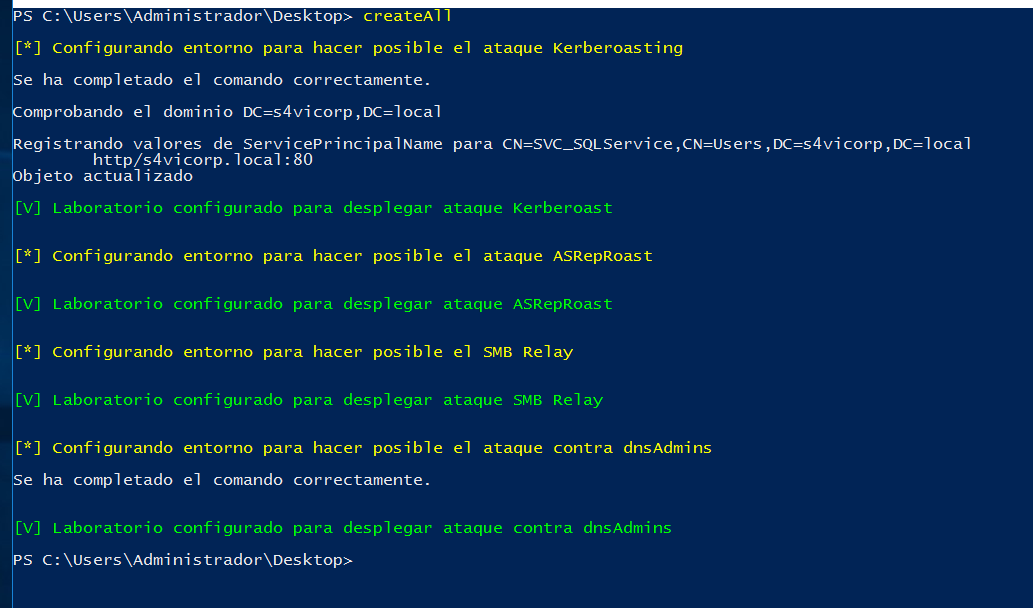 PS C:\Users\Administrador\Desktop> createAll
[*] Configurando entorno para hacer posible el ataque Kerberoasting
Se ha completado el comando correctamente.
Comprobando el dominio DC=s4vicorp,DC=local
Registrando valores de ServicePrincipalName para CN=SVC_SQLService,CN=Users,DC=s4vicorp,DC=local
        http/s4vicorp.local:80
Objeto actualizado
[V] Laboratorio configurado para desplegar ataque Kerberoast
[*] Configurando entorno para hacer posible el ataque ASRepRoast
[V] Laboratorio configurado para desplegar ataque ASRepRoast
[*] Configurando entorno para hacer posible el SMB Relay
[V] Laboratorio configurado para desplegar ataque SMB Relay
[*] Configurando entorno para hacer posible el ataque contra dnsAdmins
Se ha completado el comando correctamente.
[V] Laboratorio configurado para desplegar ataque contra dnsAdmins
PS C:\Users\Administrador\Desktop>